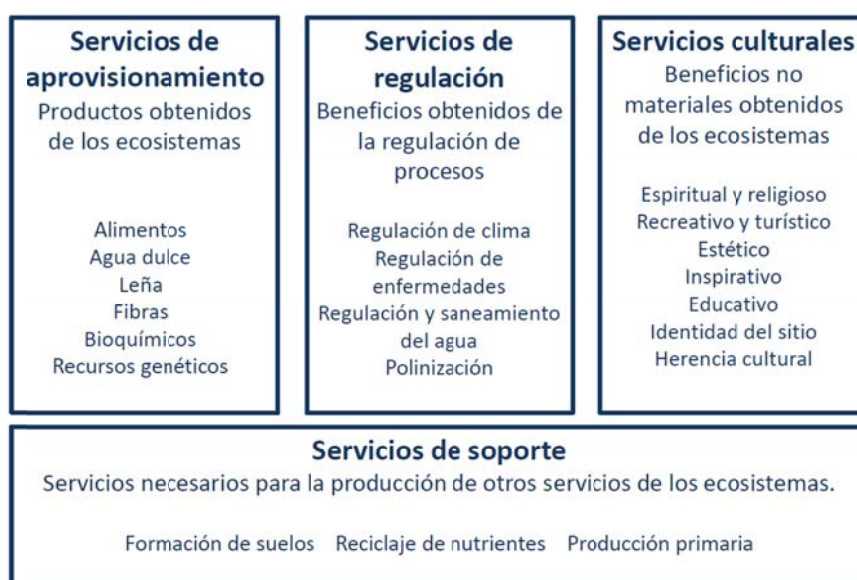 Servicios de
aprovisionamiento
Productos obtenidos
de los ecosistemas
Alimentos
Agua dulce
Leña
Fibras
Bioquímicos
Recursos genéticos
Servicios de
regulación
Beneficios obtenidos de
la regulación de
procesos
Regulación de clima
Regulación de
enfermedades
Regulación y saneamiento
del agua
Polinización
Servicios culturales
Beneficios no
materiales obtenidos
de los ecosistemas
Espiritual y religioso
Recreativo y turístico
Estético
Inspirativo
Educativo
Identidad del sitio
Herencia cultural
Servicios de soporte
Servicios necesarios para la producción de otros servicios de los ecosistemas.
Formación de suelos Reciclaje de nutrientes Producción primaria